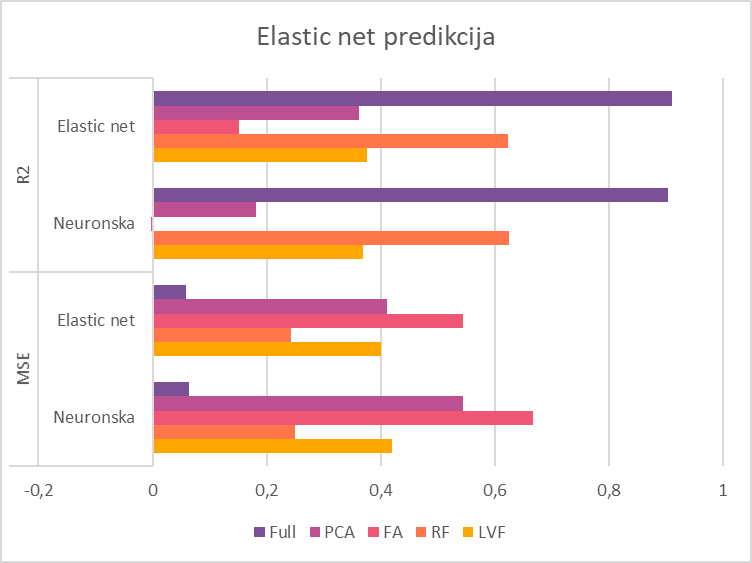 Elastic net predikcija
R2
Elastic net
Neuronska
MSE
Elastic net
Neuronska
-0,2 0 0,2 0,4 0,6 0,8 1
Full PCA FA RF LVF